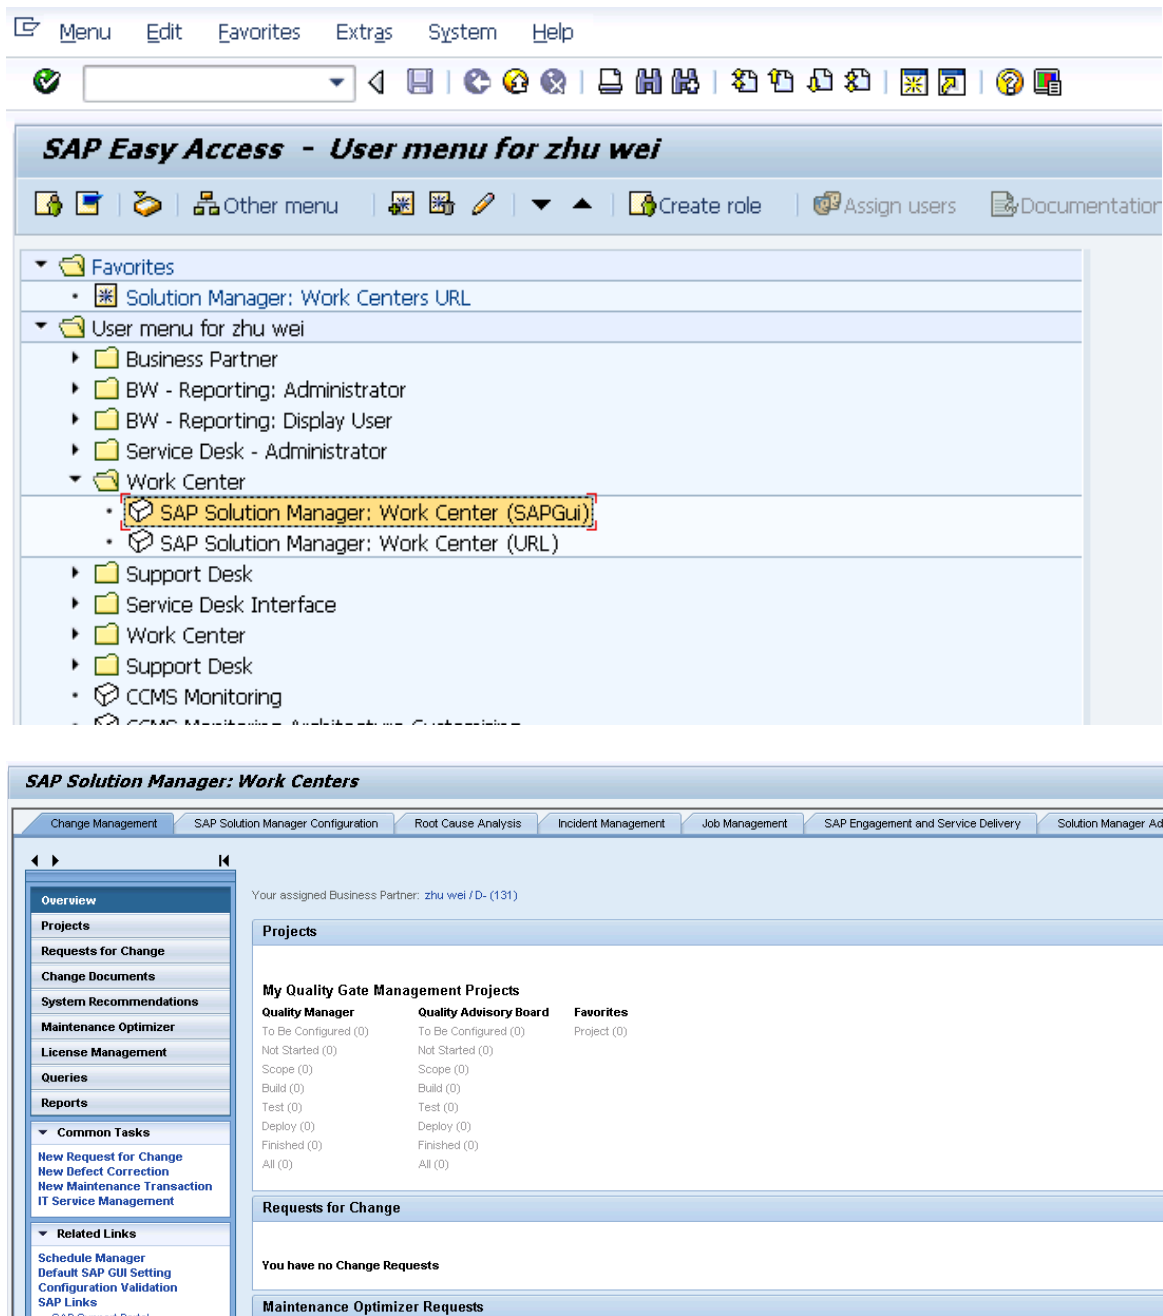 Menu Edit Favorites Extras System Help
SAP Easy Access - User menu for zhu wei
Other menu Create role Assign users Documentation
Favorites
Solution Manager: Work Centers URL
User menu for zhu wei
Business Partner
BW - Reporting: Administrator
BW - Reporting: Display User
Service Desk - Administrator
Work Center
SAP Solution Manager: Work Center (SAPGui)
SAP Solution Manager: Work Center (URL)
Support Desk
Service Desk Interface
Work Center
Support Desk
CCMS Monitoring
CCMS Monitoring Architecture Customizing
SAP Solution Manager: Work Centers
Change Management SAP Solution Manager Configuration Root Cause Analysis Incident Management Job Management SAP Engagement and Service Delivery Solution Manager Ad
Your assigned Business Partner: zhu wei / D- (131)
Overview
Projects
Requests for Change
Change Documents
System Recommendations
Maintenance Optimizer
License Management
Queries
Reports
Common Tasks
New Request for Change
New Defect Correction
New Maintenance Transaction
IT Service Management
Related Links
Schedule Manager
Default SAP GUI Setting
Configuration Validation
SAP Links
SAP Support Portal
Projects
My Quality Gate Management Projects
Quality Manager Quality Advisory Board Favorites
To Be Configured (0) To Be Configured (0) Project (0)
Not Started (0) Not Started (0)
Scope (0) Scope (0)
Build (0) Build (0)
Test (0) Test (0)
Deploy (0) Deploy (0)
Finished (0) Finished (0)
All (0) All (0)
Requests for Change
You have no Change Requests
Maintenance Optimizer Requests